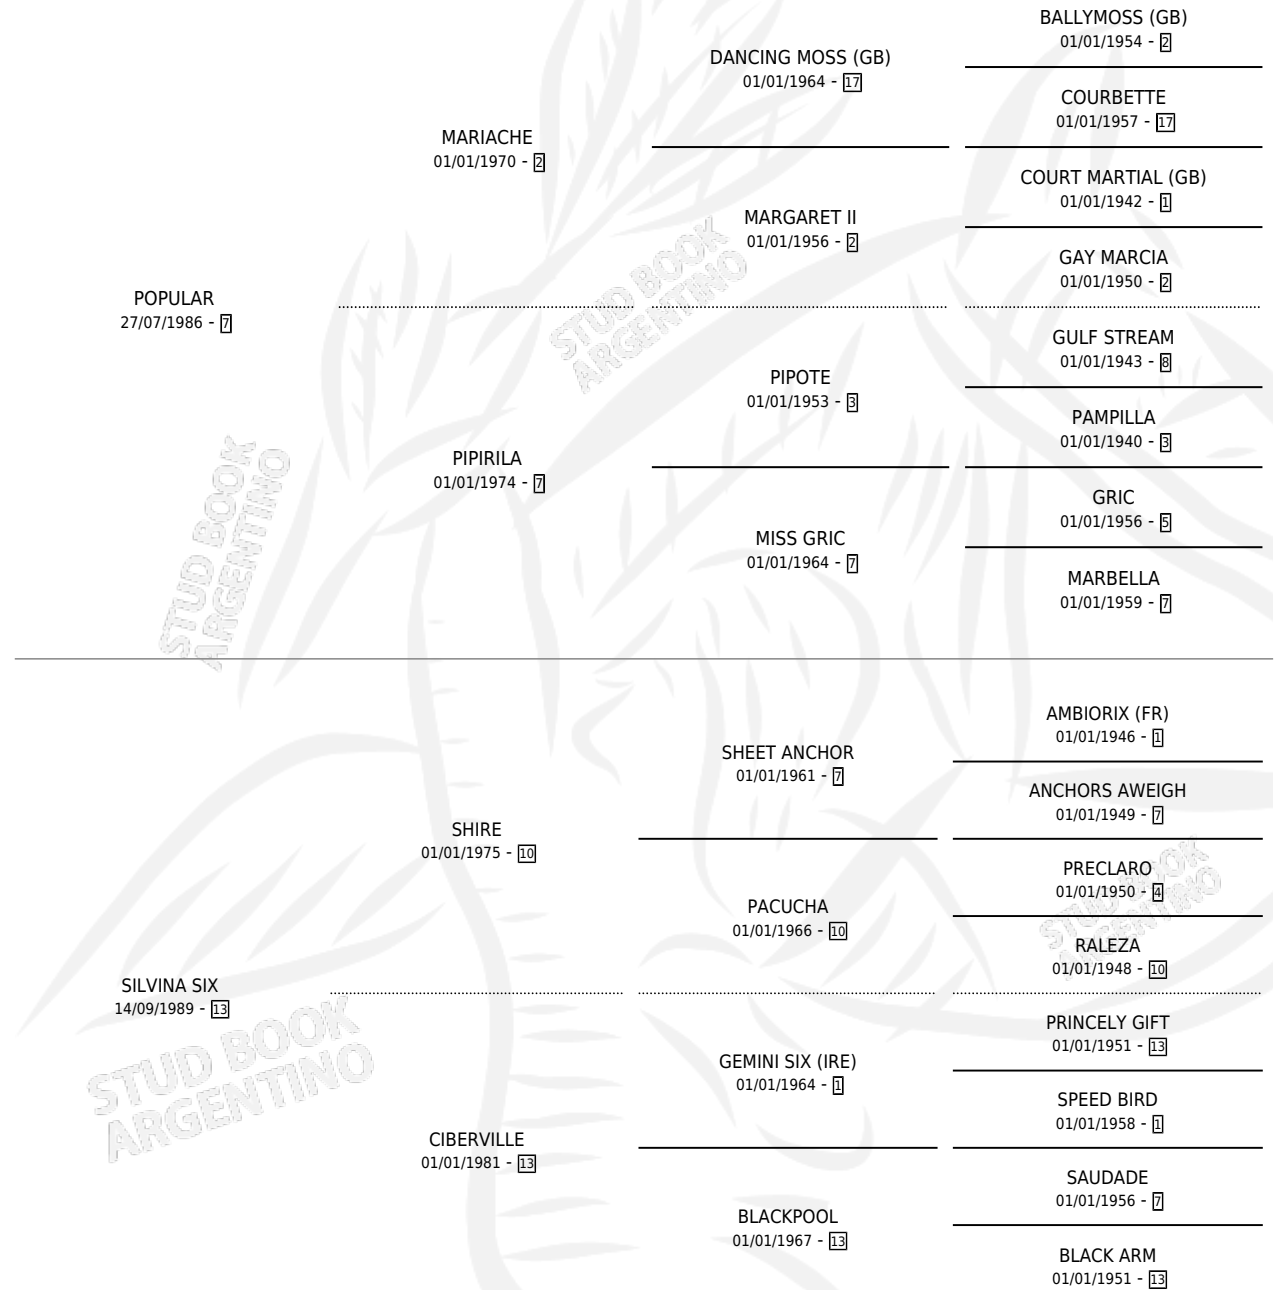 BALLYMOSS (GB)
01/01/1954 - 2
DANCING MOSS (GB)
01/01/1964 - 17
COURBETTE
01/01/1957 - 17
MARIACHE
01/01/1970 - 2
COURT MARTIAL (GB)
01/01/1942 - 1
MARGARET II
01/01/1956 - 2
GAY MARCIA
01/01/1950 - 2
POPULAR
27/07/1986 - 7
GULF STREAM
01/01/1943 - 8
PIPOTE
01/01/1953 - 3
PAMPILLA
01/01/1940 - 3
PIPIRILA
01/01/1974 - 7
GRIC
01/01/1956 - 5
MISS GRIC
01/01/1964 - 7
MARBELLA
01/01/1959 - 7
AMBIORIX (FR)
01/01/1946 - 1
SHEET ANCHOR
01/01/1961 - 7
ANCHORS AWEIGH
01/01/1949 - 7
SHIRE
01/01/1975 - 10
PRECLARO
01/01/1950 - 4
PACUCHA
01/01/1966 - 10
RALEZA
01/01/1948 - 10
SILVINA SIX
14/09/1989 - 13
PRINCELY GIFT
01/01/1951 - 13
GEMINI SIX (IRE)
01/01/1964 - 1
SPEED BIRD
01/01/1958 - 1
CIBERVILLE
01/01/1981 - 13
SAUDADE
01/01/1956 - 7
BLACKPOOL
01/01/1967 - 13
BLACK ARM
01/01/1951 - 13
STUD BOOK
ARGENTINO
STUD BOOK
ARGENTINO
STUD BOOK
ARGENTINO
STUD BOOK
ARGENTINO